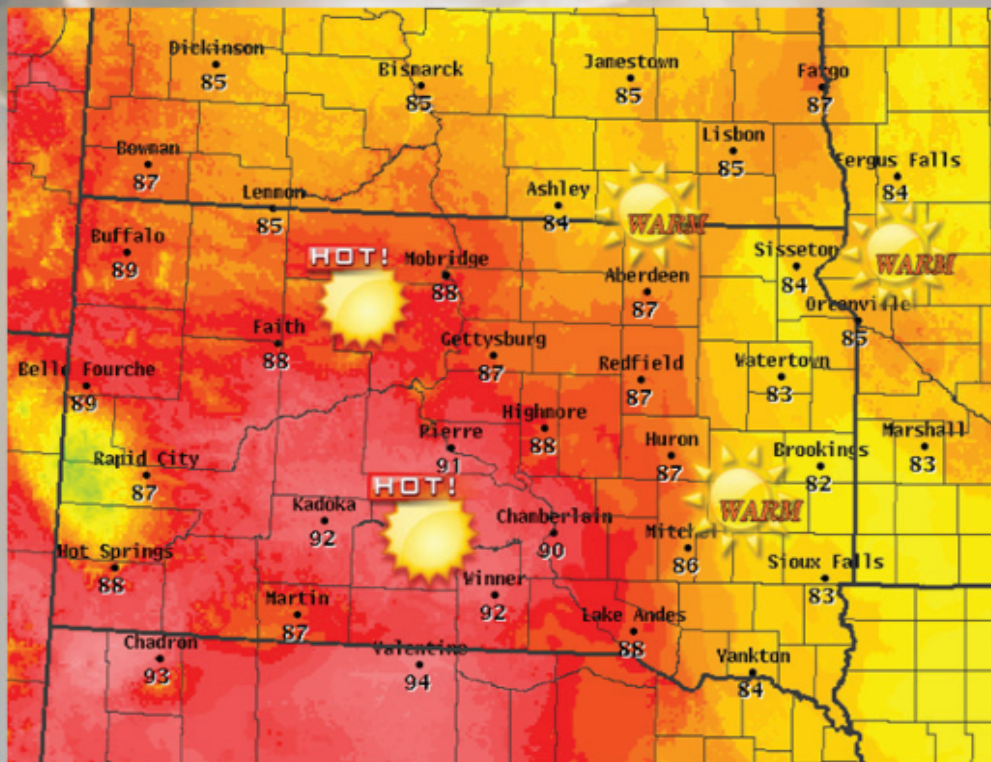 Dickinson
85
Bismarck
85
Jamestown
85
Fargo
87
Bowman
87
Lemmon
85
Ashley
84
Lisbon
85
Fergus Falls
84
WARM
Buffalo
89
HOT!
Mobridge
88
Aberdeen
87
Sisseton
84
WARM
Ortonville
85
Faith
88
Gettysburg
87
Redfield
87
Watertown
83
Belle Fourche
89
Highmore
88
Pierre
91
Huron
87
Brookings
82
Marshall
83
Rapid City
87
HOT!
Kadoka
92
Chamberlain
90
WARM
Mitchell
86
Hot Springs
88
Winner
92
Sioux Falls
83
Martin
87
Lake Andes
88
Chadron
93
Valentine
94
Yankton
84